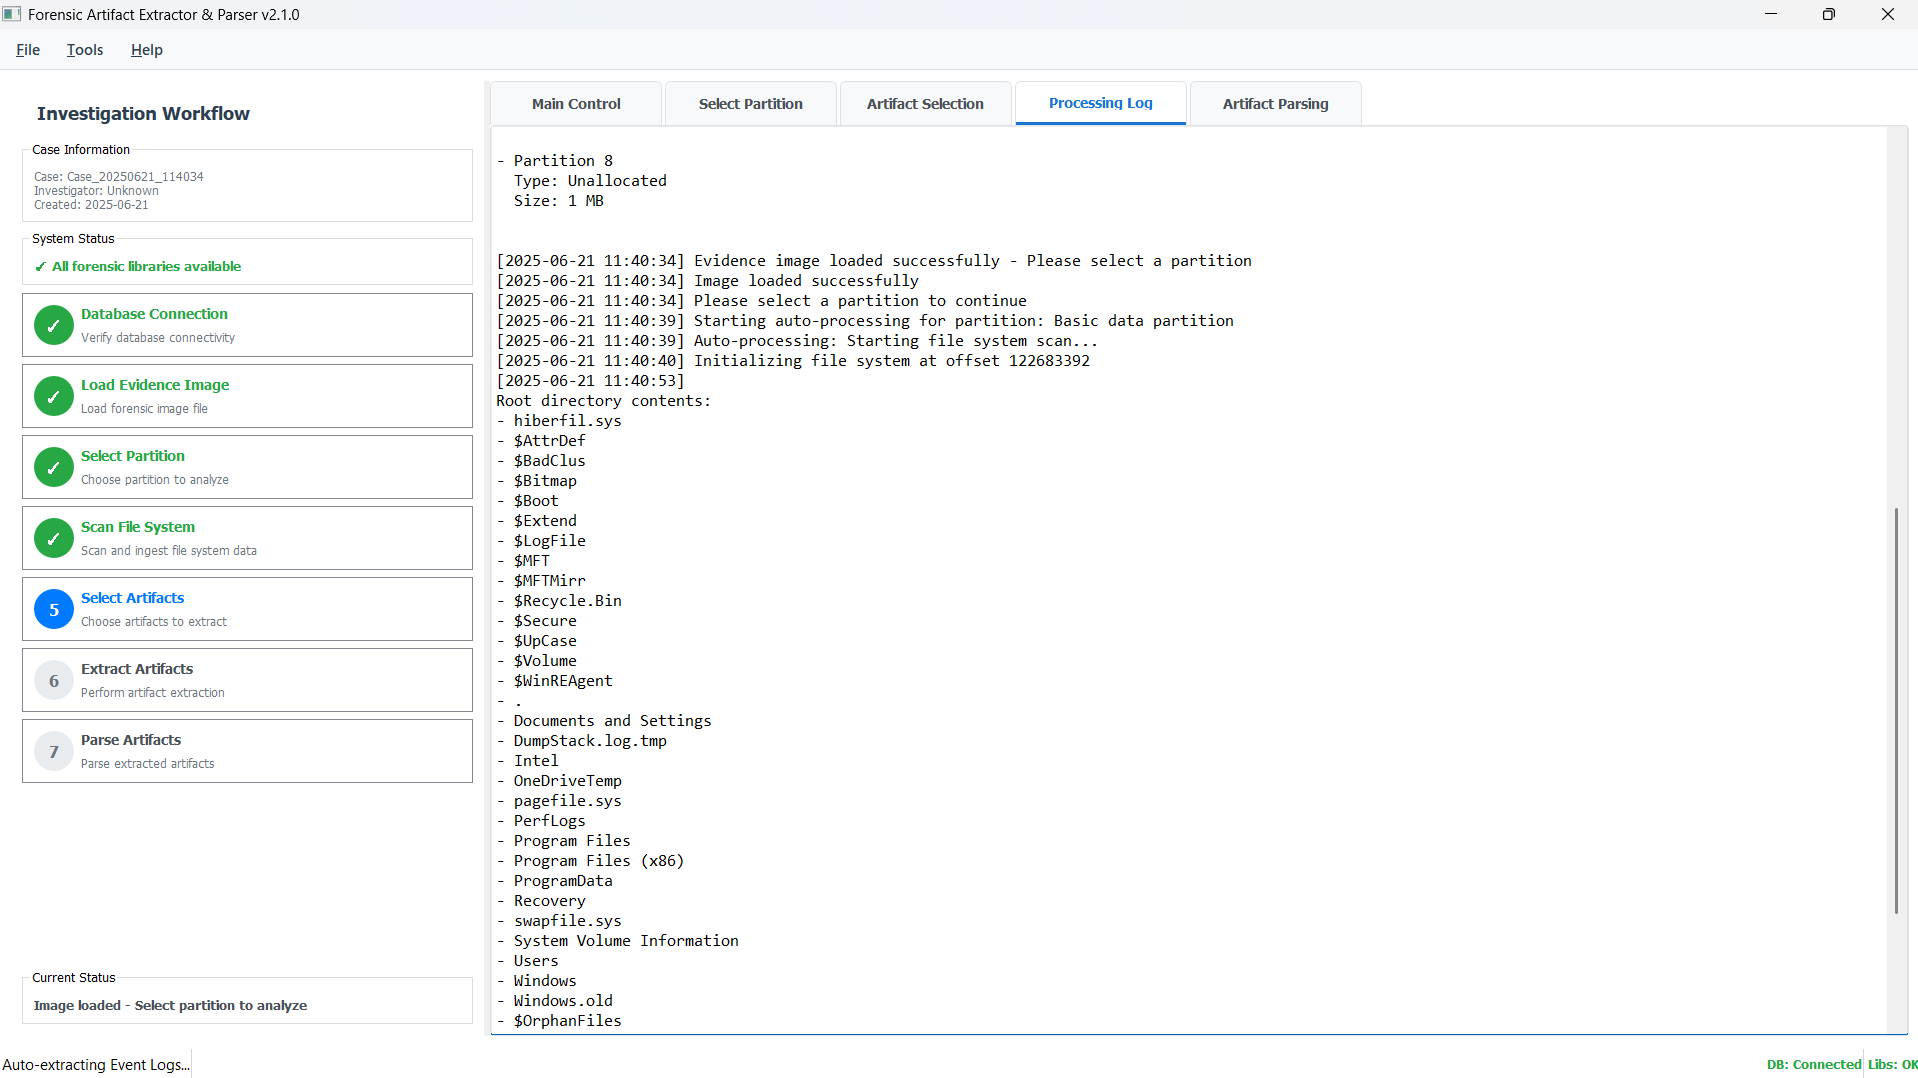 Forensic Artifact Extractor & Parser v2.1.0
File Tools Help
Investigation Workflow
Case Information
Case: Case_20250621_114034
Investigator: Unknown
Created: 2025-06-21
System Status
✓ All forensic libraries available
✓
Database Connection
Verify database connectivity
✓
Load Evidence Image
Load forensic image file
✓
Select Partition
Choose partition to analyze
✓
Scan File System
Scan and ingest file system data
5
Select Artifacts
Choose artifacts to extract
6
Extract Artifacts
Perform artifact extraction
7
Parse Artifacts
Parse extracted artifacts
Current Status
Image loaded - Select partition to analyze
Main Control Select Partition Artifact Selection Processing Log Artifact Parsing
- Partition 8
Type: Unallocated
Size: 1 MB
[2025-06-21 11:40:34] Evidence image loaded successfully - Please select a partition
[2025-06-21 11:40:34] Image loaded successfully
[2025-06-21 11:40:34] Please select a partition to continue
[2025-06-21 11:40:39] Starting auto-processing for partition: Basic data partition
[2025-06-21 11:40:39] Auto-processing: Starting file system scan...
[2025-06-21 11:40:40] Initializing file system at offset 122683392
[2025-06-21 11:40:53]
Root directory contents:
- hiberfil.sys
- $AttrDef
- $BadClus
- $Bitmap
- $Boot
- $Extend
- $LogFile
- $MFT
- $MFTMirr
- $Recycle.Bin
- $Secure
- $UpCase
- $Volume
- $WinREAgent
- .
- Documents and Settings
- DumpStack.log.tmp
- Intel
- OneDriveTemp
- pagefile.sys
- PerfLogs
- Program Files
- Program Files (x86)
- ProgramData
- Recovery
- swapfile.sys
- System Volume Information
- Users
- Windows
- Windows.old
- $OrphanFiles
Auto-extracting Event Logs...
DB: Connected Libs: OK